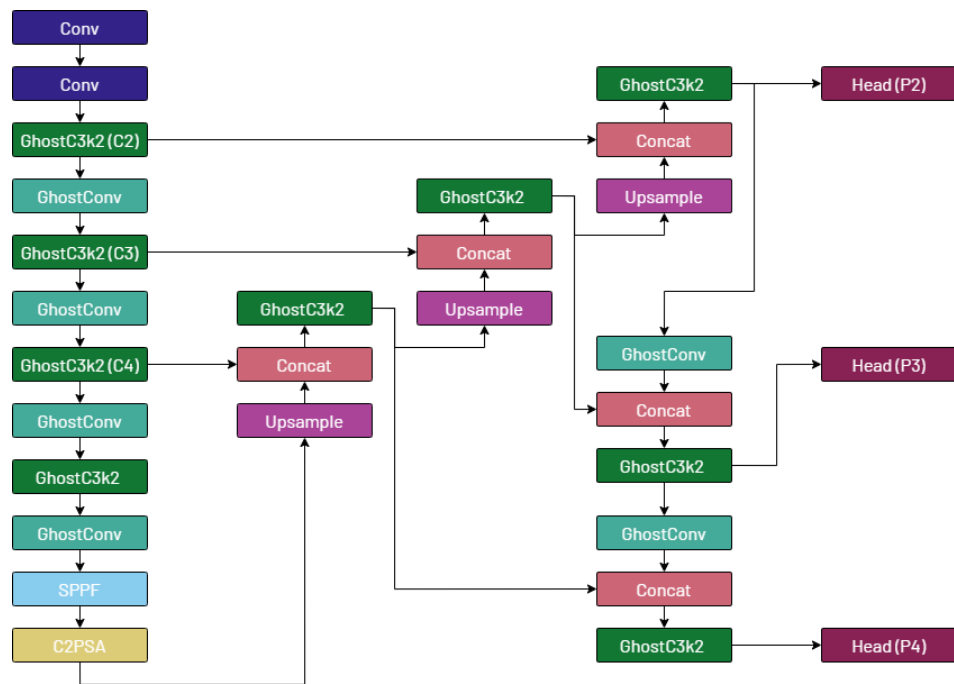 Conv
Conv
GhostC3k2 (C2)
GhostConv
GhostC3k2 (C3)
GhostConv
GhostC3k2 (C4)
GhostConv
GhostC3k2
GhostConv
SPPF
C2PSA
GhostC3k2
Concat
Upsample
GhostC3k2
Concat
Upsample
GhostC3k2
Concat
Upsample
GhostConv
Concat
GhostC3k2
GhostConv
Concat
GhostC3k2
Head (P2)
Head (P3)
Head (P4)